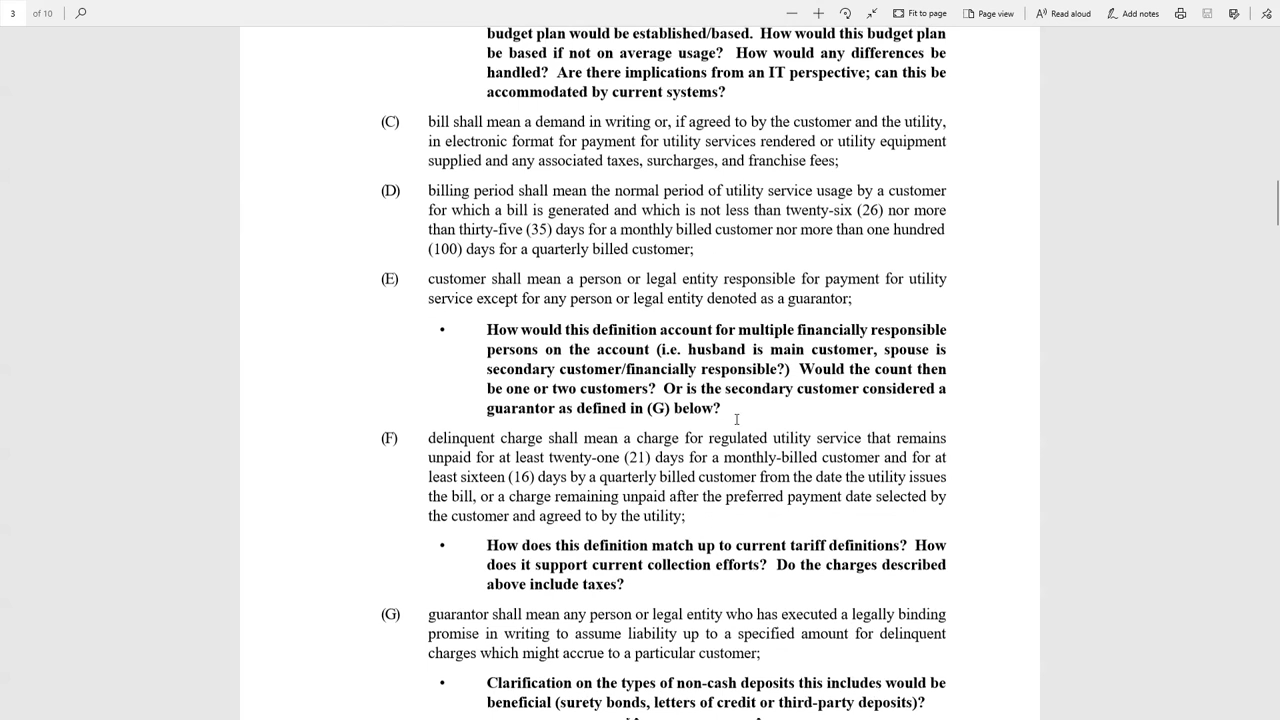 3 of 10 Fit to page Page view Read aloud Add notes
budget plan would be established/based. How would this budget plan
be based if not on average usage? How would any differences be
handled? Are there implications from an IT perspective; can this be
accommodated by current systems?
(C) bill shall mean a demand in writing or, if agreed to by the customer and the utility,
in electronic format for payment for utility services rendered or utility equipment
supplied and any associated taxes, surcharges, and franchise fees;
(D) billing period shall mean the normal period of utility service usage by a customer
for which a bill is generated and which is not less than twenty-six (26) nor more
than thirty-five (35) days for a monthly billed customer nor more than one hundred
(100) days for a quarterly billed customer;
(E) customer shall mean a person or legal entity responsible for payment for utility
service except for any person or legal entity denoted as a guarantor;
• How would this definition account for multiple financially responsible
persons on the account (i.e. husband is main customer, spouse is
secondary customer/financially responsible?) Would the count then
be one or two customers? Or is the secondary customer considered a
guarantor as defined in (G) below?
(F) delinquent charge shall mean a charge for regulated utility service that remains
unpaid for at least twenty-one (21) days for a monthly-billed customer and for at
least sixteen (16) days by a quarterly billed customer from the date the utility issues
the bill, or a charge remaining unpaid after the preferred payment date selected by
the customer and agreed to by the utility;
• How does this definition match up to current tariff definitions? How
does it support current collection efforts? Do the charges described
above include taxes?
(G) guarantor shall mean any person or legal entity who has executed a legally binding
promise in writing to assume liability up to a specified amount for delinquent
charges which might accrue to a particular customer;
• Clarification on the types of non-cash deposits this includes would be
beneficial (surety bonds, letters of credit or third-party deposits)?